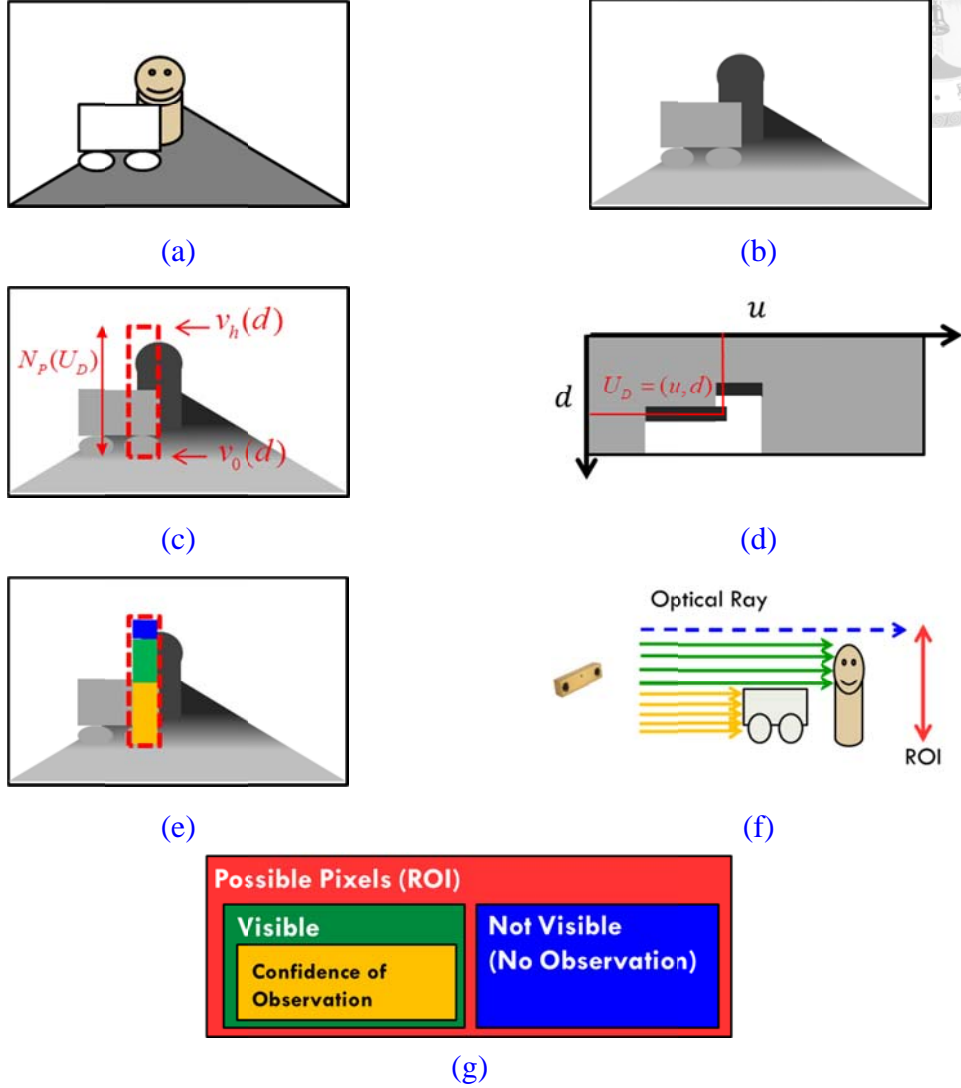 (a)
(b)
N_P(U_D)
← v_h(d)
← v_0(d)
(c)
u
d
U_D = (u, d)
(d)
(e)
Optical Ray
ROI
(f)
Possible Pixels (ROI)
Visible
Confidence of
Observation
Not Visible
(No Observation)
(g)